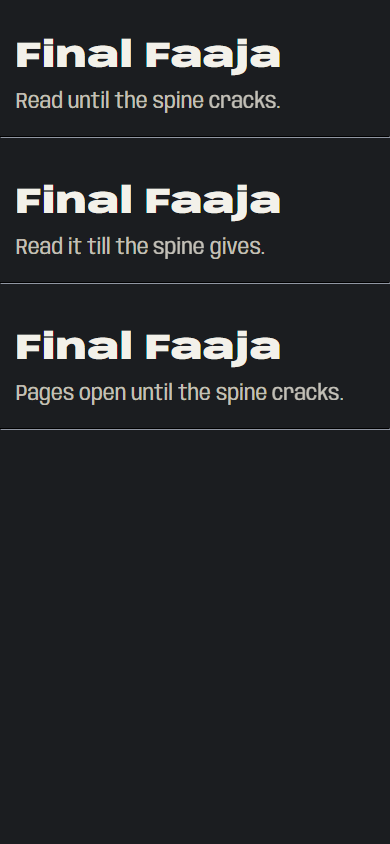 Final Faaja
Read until the spine cracks.
Final Faaja
Read it till the spine gives.
Final Faaja
Pages open until the spine cracks.